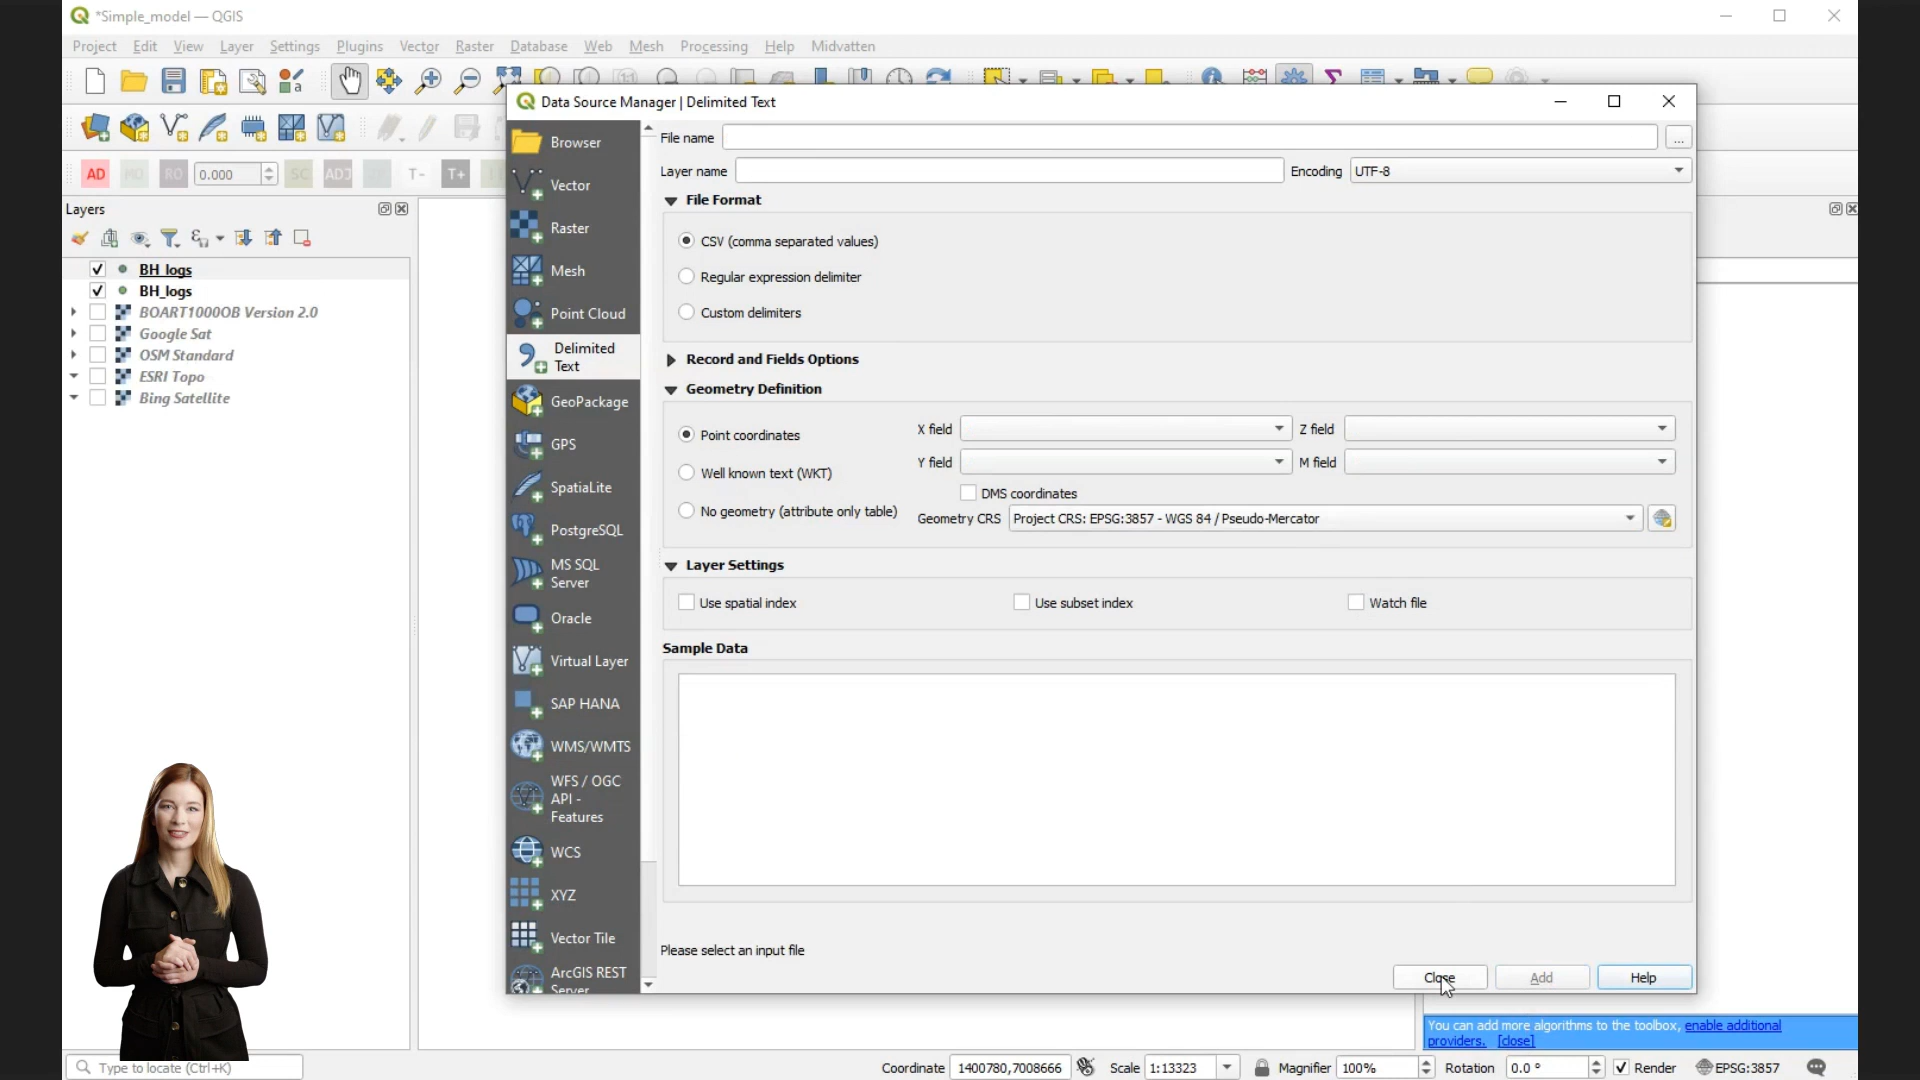 *Simple_model — QGIS
Project Edit View Layer Settings Plugins Vector Raster Database Web Mesh Processing Help Midvatten
Data Source Manager | Delimited Text
AD RO 0.000 SC ADJ T- T+
Layers
BH_logs
BH_logs
BOART1000OB Version 2.0
Google Sat
OSM Standard
ESRI Topo
Bing Satellite
Browser
Vector
Raster
Mesh
Point Cloud
Delimited
Text
GeoPackage
GPS
SpatiaLite
PostgreSQL
MS SQL
Server
Oracle
Virtual Layer
SAP HANA
WMS/WMTS
WFS / OGC
API -
Features
WCS
XYZ
Vector Tile
ArcGIS REST
Server
File name ...
Layer name Encoding UTF-8
File Format
CSV (comma separated values)
Regular expression delimiter
Custom delimiters
Record and Fields Options
Geometry Definition
Point coordinates X field Z field
Well known text (WKT) Y field M field
DMS coordinates
No geometry (attribute only table) Geometry CRS Project CRS: EPSG:3857 - WGS 84 / Pseudo-Mercator
Layer Settings
Use spatial index Use subset index Watch file
Sample Data
Please select an input file
Close Add Help
You can add more algorithms to the toolbox, enable additional
providers. [close]
Type to locate (Ctrl+K) Coordinate 1400780,7008666 Scale 1:13323 Magnifier 100% Rotation 0.0 ° Render EPSG:3857